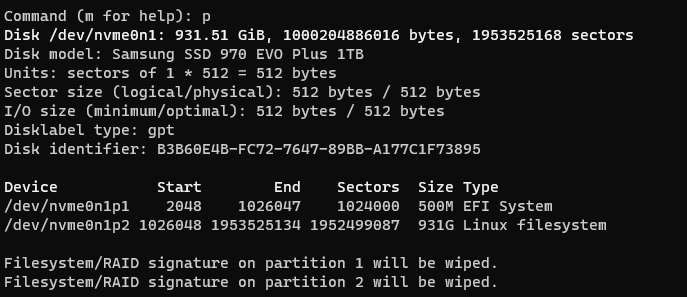 Command (m for help): p
Disk /dev/nvme0n1: 931.51 GiB, 1000204886016 bytes, 1953525168 sectors
Disk model: Samsung SSD 970 EVO Plus 1TB
Units: sectors of 1 * 512 = 512 bytes
Sector size (logical/physical): 512 bytes / 512 bytes
I/O size (minimum/optimal): 512 bytes / 512 bytes
Disklabel type: gpt
Disk identifier: B3B60E4B-FC72-7647-89BB-A177C1F73895

Device Start End Sectors Size Type
/dev/nvme0n1p1 2048 1026047 1024000 500M EFI System
/dev/nvme0n1p2 1026048 1953525134 1952499087 931G Linux filesystem

Filesystem/RAID signature on partition 1 will be wiped.
Filesystem/RAID signature on partition 2 will be wiped.